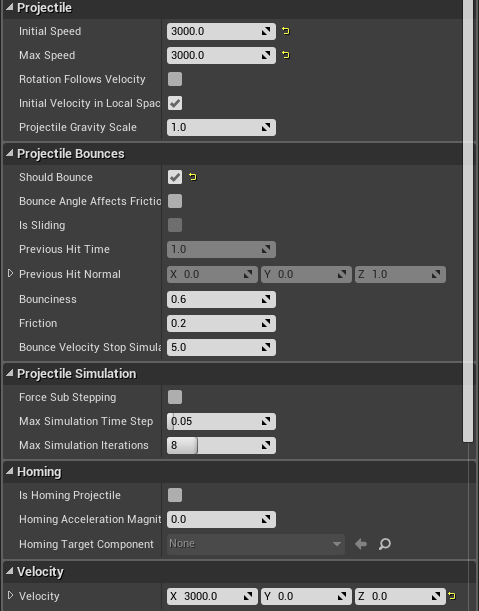 Projectile
Initial Speed 3000.0
Max Speed 3000.0
Rotation Follows Velocity
Initial Velocity in Local Spac
Projectile Gravity Scale 1.0
Projectile Bounces
Should Bounce
Bounce Angle Affects Frictio
Is Sliding
Previous Hit Time 1.0
Previous Hit Normal X 0.0 Y 0.0 Z 1.0
Bounciness 0.6
Friction 0.2
Bounce Velocity Stop Simula 5.0
Projectile Simulation
Force Sub Stepping
Max Simulation Time Step 0.05
Max Simulation Iterations 8
Homing
Is Homing Projectile
Homing Acceleration Magnit 0.0
Homing Target Component None
Velocity
Velocity X 3000.0 Y 0.0 Z 0.0